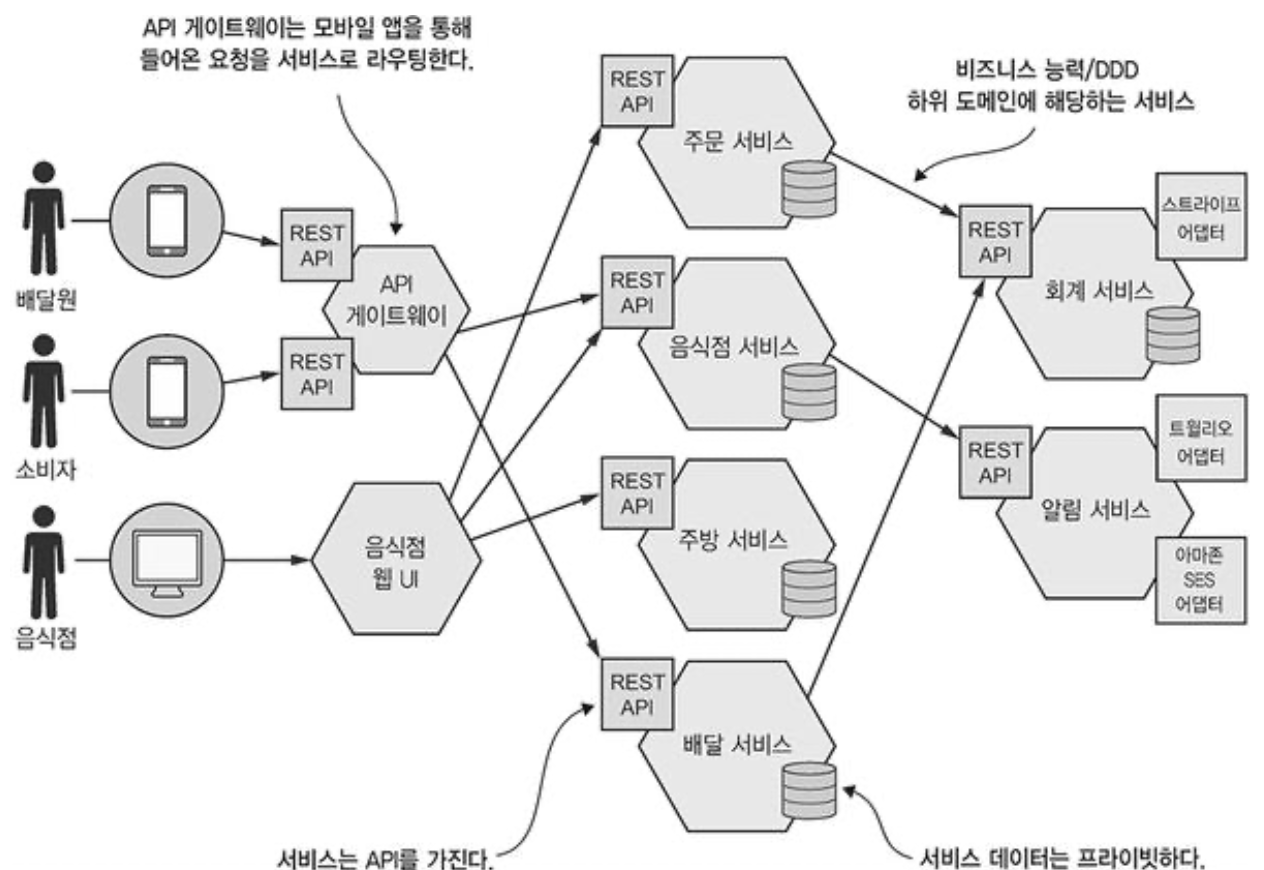 API 게이트웨이는 모바일 앱을 통해
들어온 요청을 서비스로 라우팅한다.
비즈니스 능력/DDD
하위 도메인에 해당하는 서비스
REST
API
주문 서비스
배달원
REST
API
API
게이트웨이
REST
API
소비자
REST
API
음식점 서비스
REST
API
회계 서비스
스트라이프
어댑터
음식점
음식점
웹 UI
REST
API
주방 서비스
REST
API
알림 서비스
트윌리오
어댑터
아마존
SES
어댑터
REST
API
배달 서비스
서비스는 API를 가진다.
서비스 데이터는 프라이빗하다.